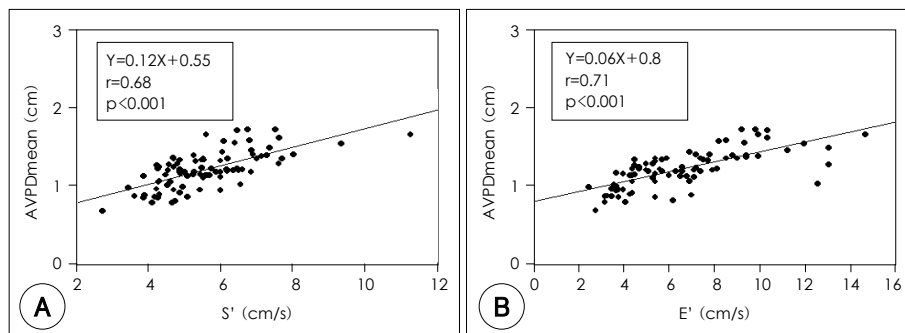 3
2
1
0
AVPDmean (cm)
Y=0.12X+0.55
r=0.68
p<0.001
2 4 6 8 10 12
S' (cm/s)
A
3
2
1
0
AVPDmean (cm)
Y=0.06X+0.8
r=0.71
p<0.001
0 2 4 6 8 10 12 14 16
E' (cm/s)
B